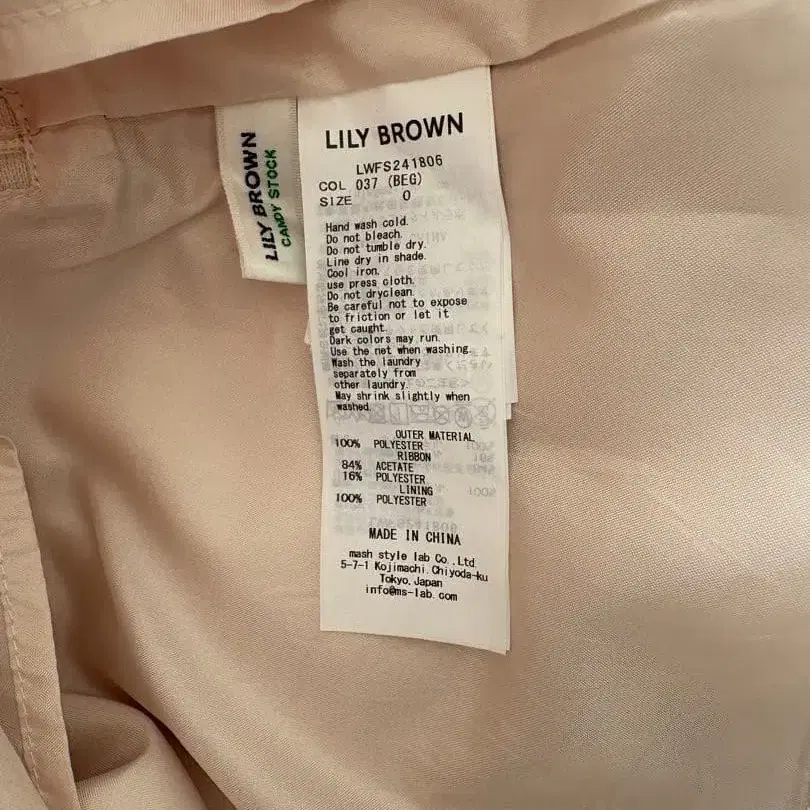 LILY BROWN
CANDY STOCK
LILY BROWN
LWFS241806
COL 037 (BEG)
SIZE 0
Hand wash cold.
Do not bleach.
Do not tumble dry.
Line dry in shade.
Cool iron.
use press cloth.
Do not dryclean.
Be careful not to expose
to friction or let it
get caught.
Dark colors may run.
Use the net when washing.
Wash the laundry
separately from
other laundry.
May shrink slightly when
washed.
OUTER MATERIAL
100% POLYESTER
RIBBON
84% ACETATE
16% POLYESTER
LINING
100% POLYESTER
MADE IN CHINA
mash style lab Co.,Ltd.
5-7-1 Kojimachi,Chiyoda-ku
Tokyo,Japan
info@ms-lab.com